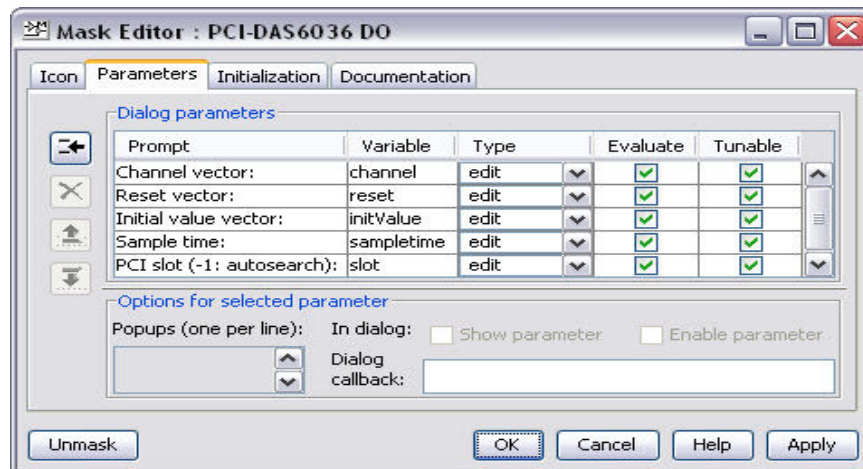 Mask Editor : PCI-DAS6036 DO
Icon Parameters Initialization Documentation
Dialog parameters
Prompt Variable Type Evaluate Tunable
Channel vector: channel edit
Reset vector: reset edit
Initial value vector: initValue edit
Sample time: sampletime edit
PCI slot (-1: autosearch): slot edit
Options for selected parameter
Popups (one per line): In dialog: Show parameter Enable parameter
Dialog
callback:
Unmask OK Cancel Help Apply